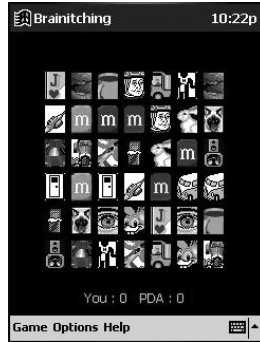 Brainitching 10:22p
J
m m m
m
m m
J
You : 0 PDA : 0
Game Options Help